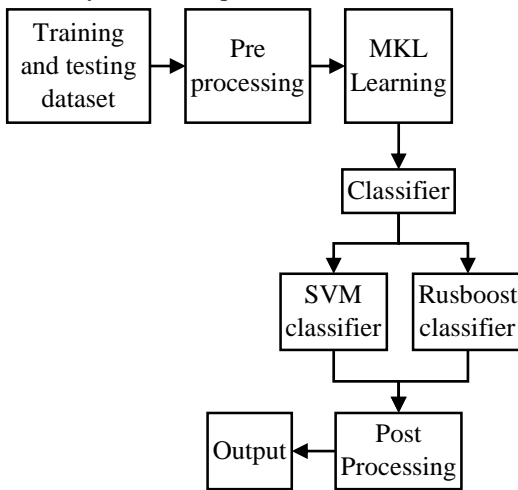 Training
and testing
dataset
Pre
processing
MKL
Learning
Classifier
SVM
classifier
Rusboost
classifier
Post
Processing
Output